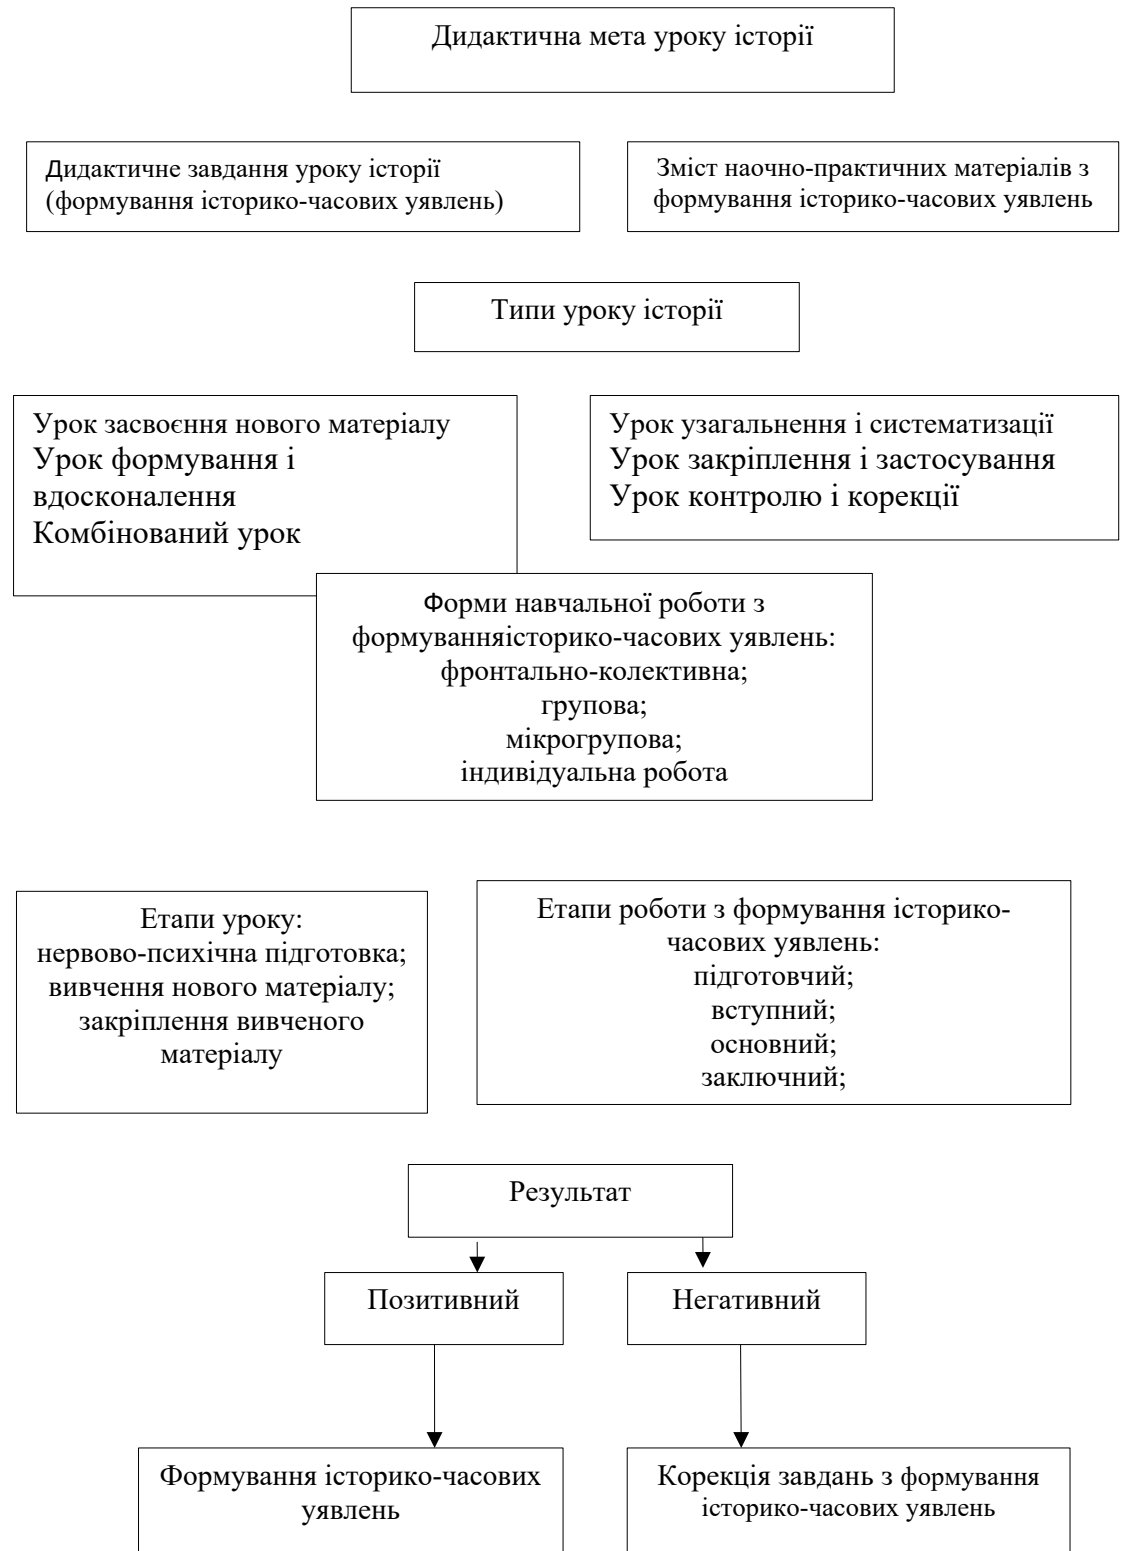 Дидактична мета уроку історії
Дидактичне завдання уроку історії
(формування історико-часових уявлень)
Зміст наочно-практичних матеріалів з
формування історико-часових уявлень
Типи уроку історії
Урок засвоєння нового матеріалу
Урок формування і
вдосконалення
Комбінований урок
Урок узагальнення і систематизації
Урок закріплення і застосування
Урок контролю і корекції
Форми навчальної роботи з
формуванняісторико-часових уявлень:
фронтально-колективна;
групова;
мікрогрупова;
індивідуальна робота
Етапи уроку:
нервово-психічна підготовка;
вивчення нового матеріалу;
закріплення вивченого
матеріалу
Етапи роботи з формування історико-
часових уявлень:
підготовчий;
вступний;
основний;
заключний;
Результат
Позитивний
Негативний
Формування історико-часових
уявлень
Корекція завдань з формування
історико-часових уявлень